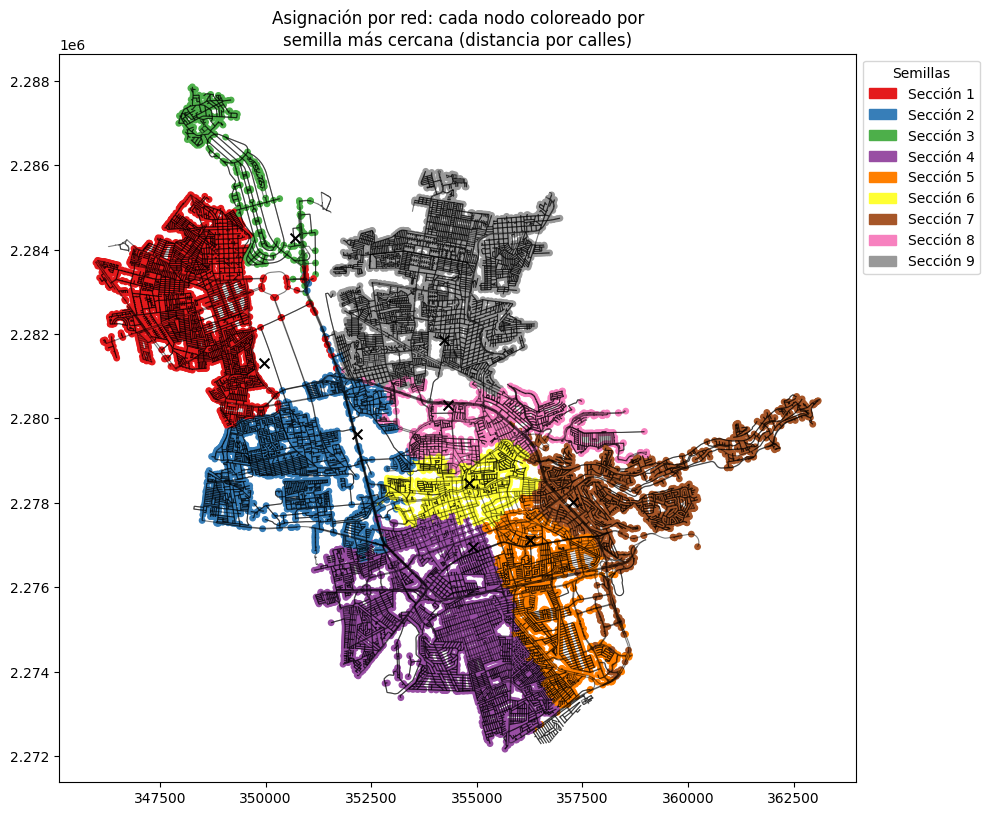 Asignación por red: cada nodo coloreado por
semilla más cercana (distancia por calles)
1e6
2.288
2.286
2.284
2.282
2.280
2.278
2.276
2.274
2.272
347500
350000
352500
355000
357500
360000
362500
Semillas
Sección 1
Sección 2
Sección 3
Sección 4
Sección 5
Sección 6
Sección 7
Sección 8
Sección 9